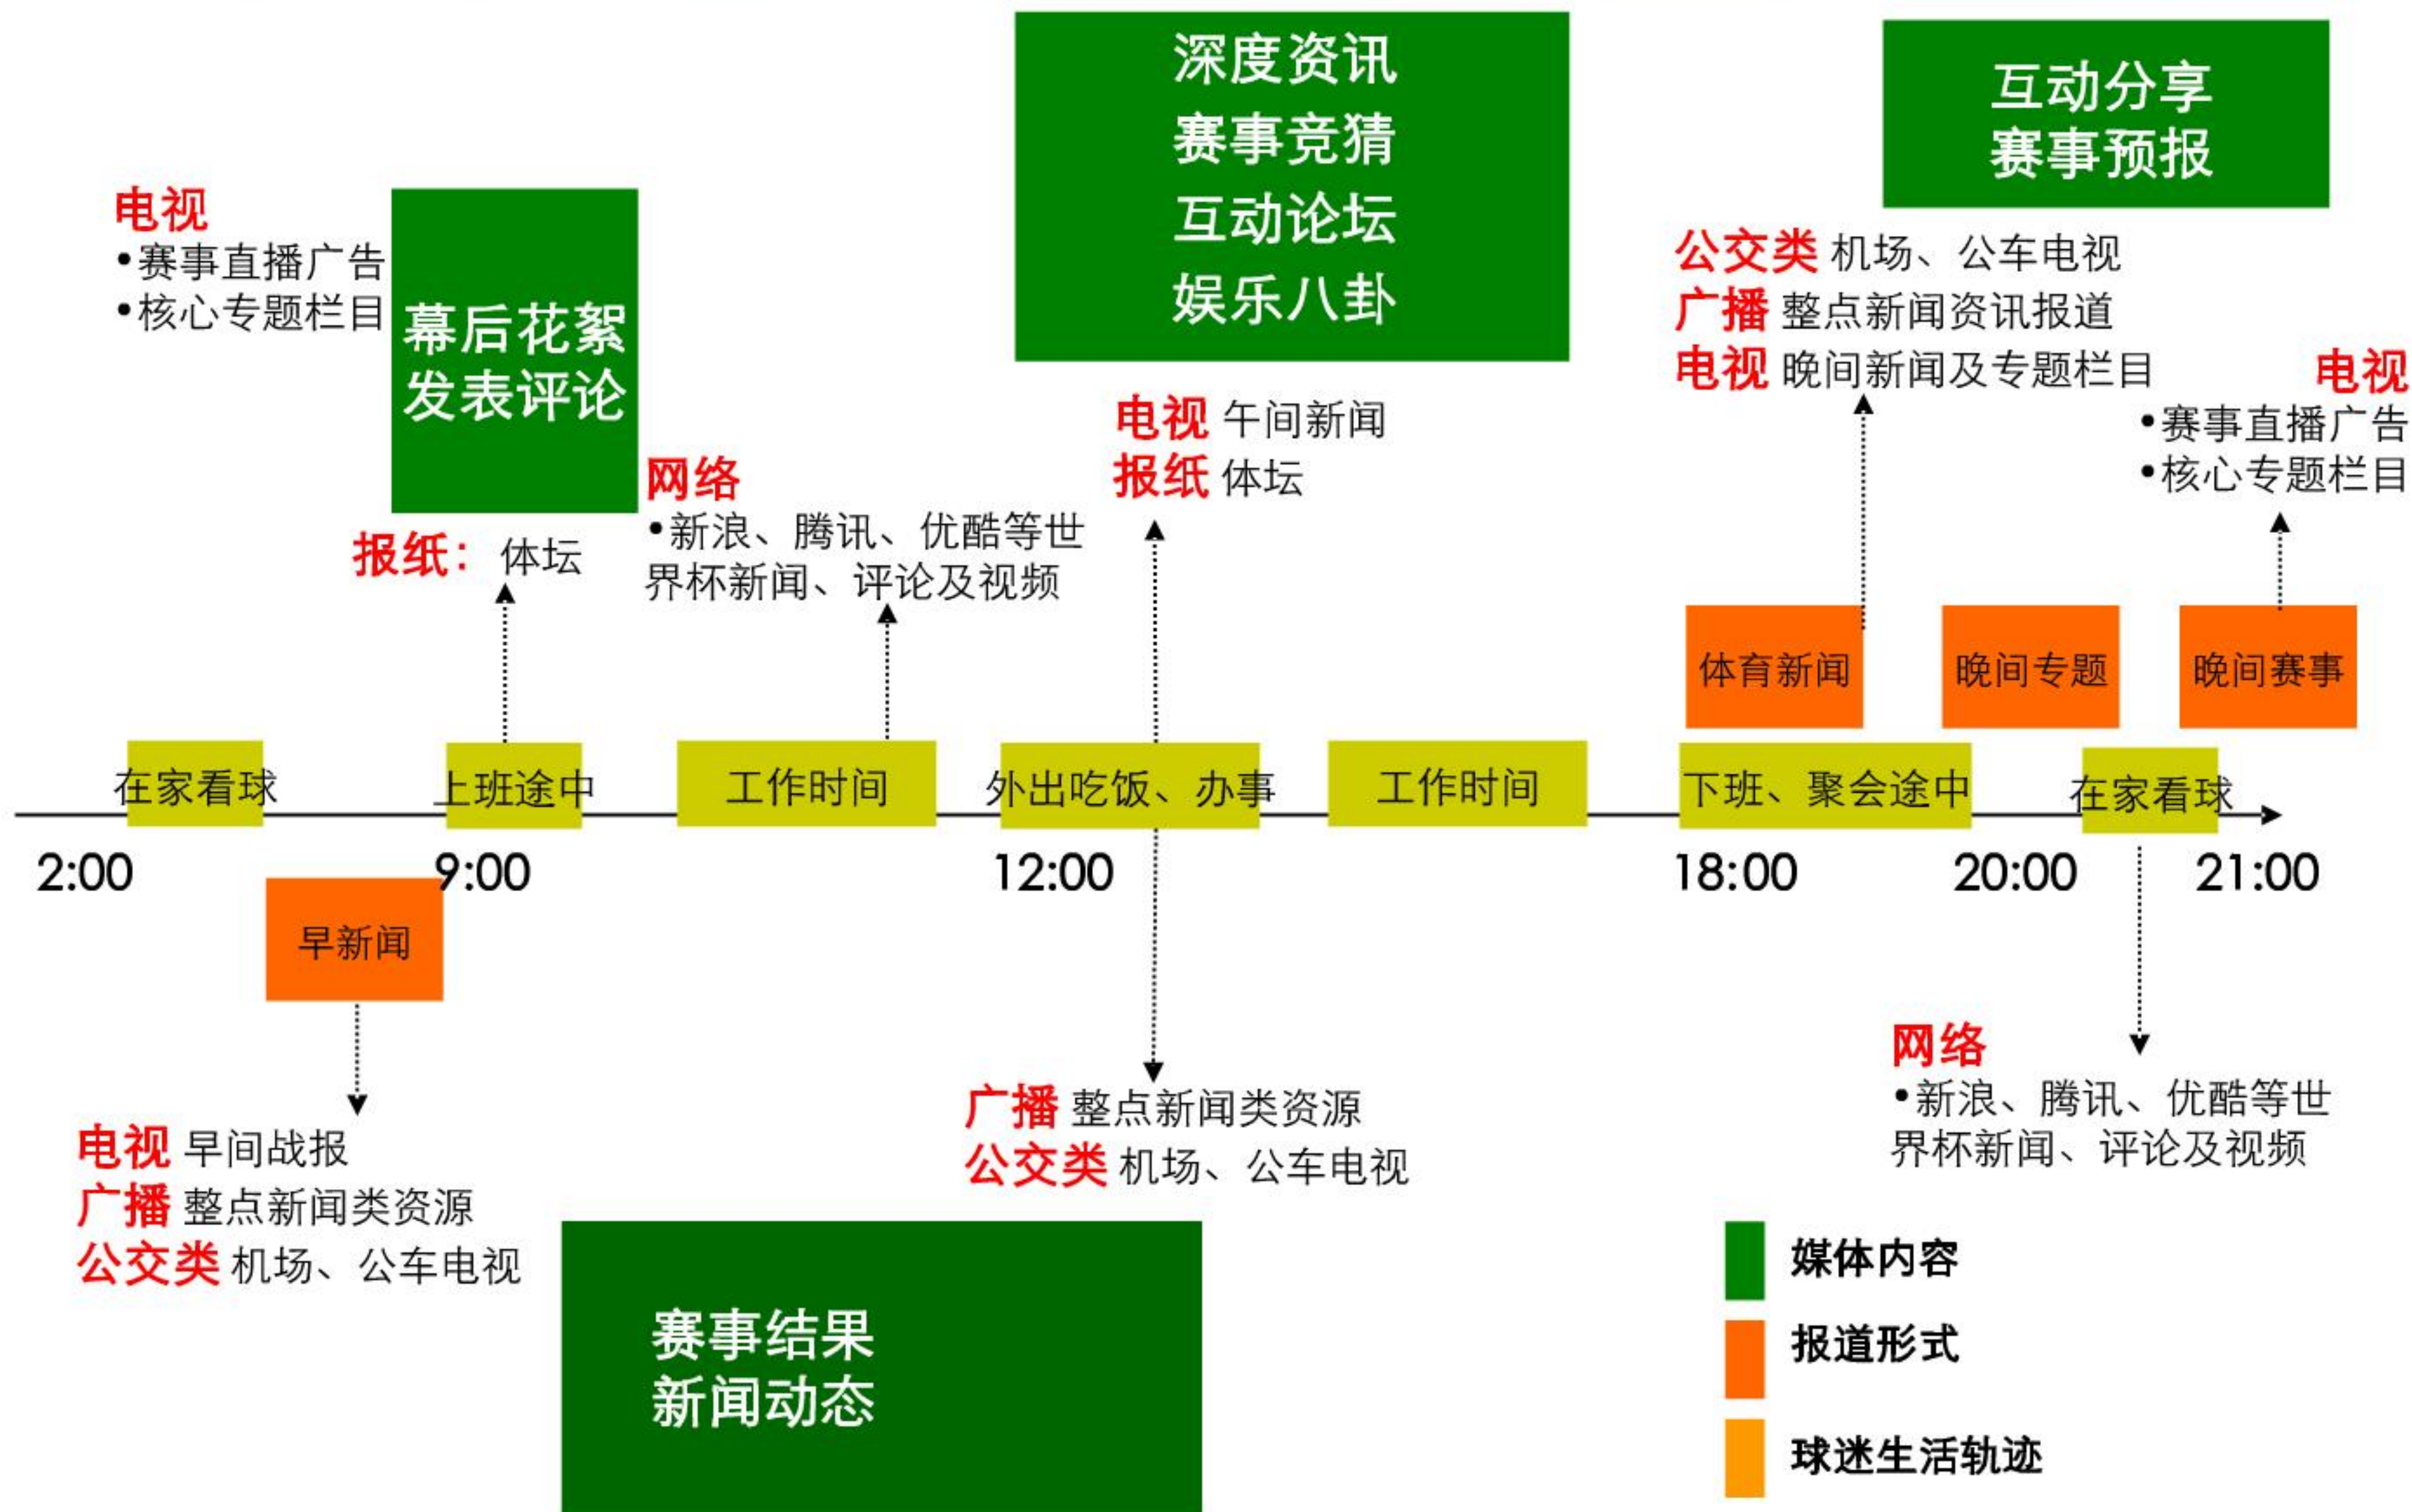 深度资讯
赛事竞猜
互动论坛
娱乐八卦
互动分享
赛事预报
电视
•赛事直播广告
•核心专题栏目
幕后花絮
发表评论
公交类 机场、公车电视
广播 整点新闻资讯报道
电视 晚间新闻及专题栏目
电视
•赛事直播广告
•核心专题栏目
电视 午间新闻
报纸 体坛
网络
•新浪、腾讯、优酷等世
界杯新闻、评论及视频
报纸： 体坛
体育新闻
晚间专题
晚间赛事
在家看球
上班途中
工作时间
外出吃饭、办事
工作时间
下班、聚会途中
在家看球
2:00
9:00
12:00
18:00
20:00
21:00
早新闻
电视 早间战报
广播 整点新闻类资源
公交类 机场、公车电视
广播 整点新闻类资源
公交类 机场、公车电视
网络
•新浪、腾讯、优酷等世
界杯新闻、评论及视频
赛事结果
新闻动态
媒体内容
报道形式
球迷生活轨迹